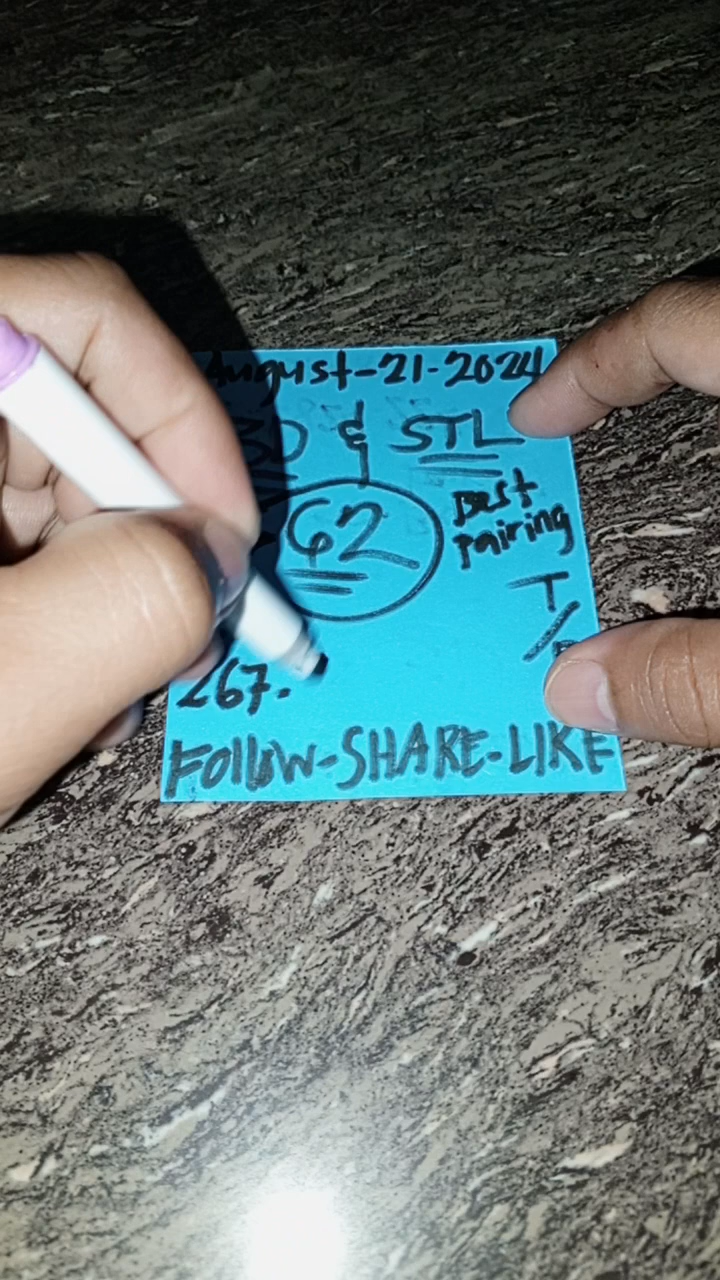 August-21-2024
& STL
62
Best
Pairing
T
267.
FOllOW-SHARE-LIKE